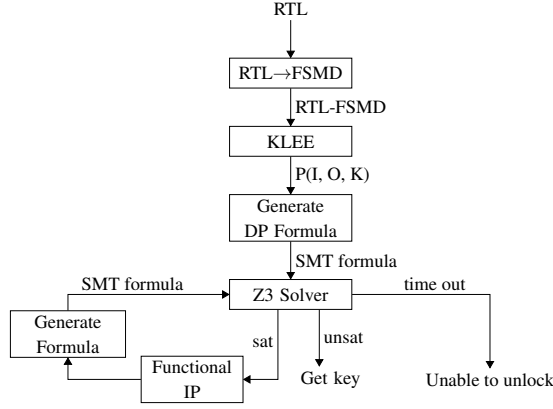 RTL
RTL→FSMD
RTL-FSMD
KLEE
P(I, O, K)
Generate
DP Formula
SMT formula
SMT formula
Z3 Solver
time out
Generate
Formula
sat
unsat
Functional
IP
Get key
Unable to unlock